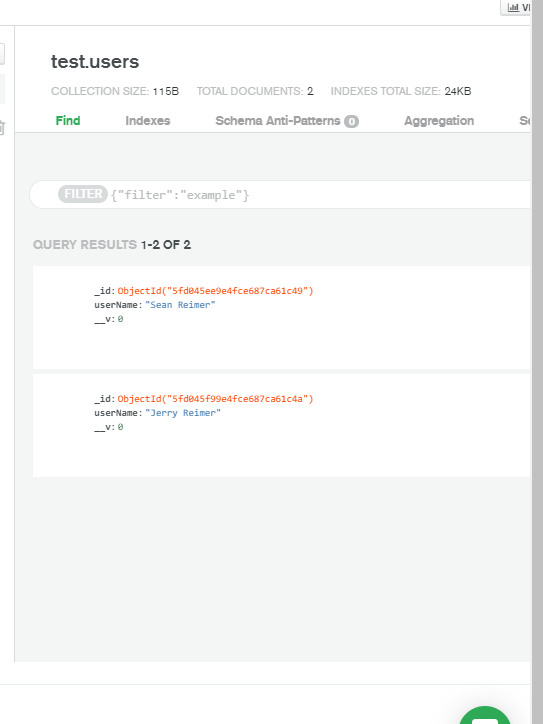 VI
test.users
COLLECTION SIZE: 115B TOTAL DOCUMENTS: 2 INDEXES TOTAL SIZE: 24KB
Find Indexes Schema Anti-Patterns 0 Aggregation Se
FILTER {"filter":"example"}
QUERY RESULTS 1-2 OF 2
_id: ObjectId("5fd045ee9e4fce687ca61c49")
userName: "Sean Reimer"
__v: 0
_id: ObjectId("5fd045f99e4fce687ca61c4a")
userName: "Jerry Reimer"
__v: 0